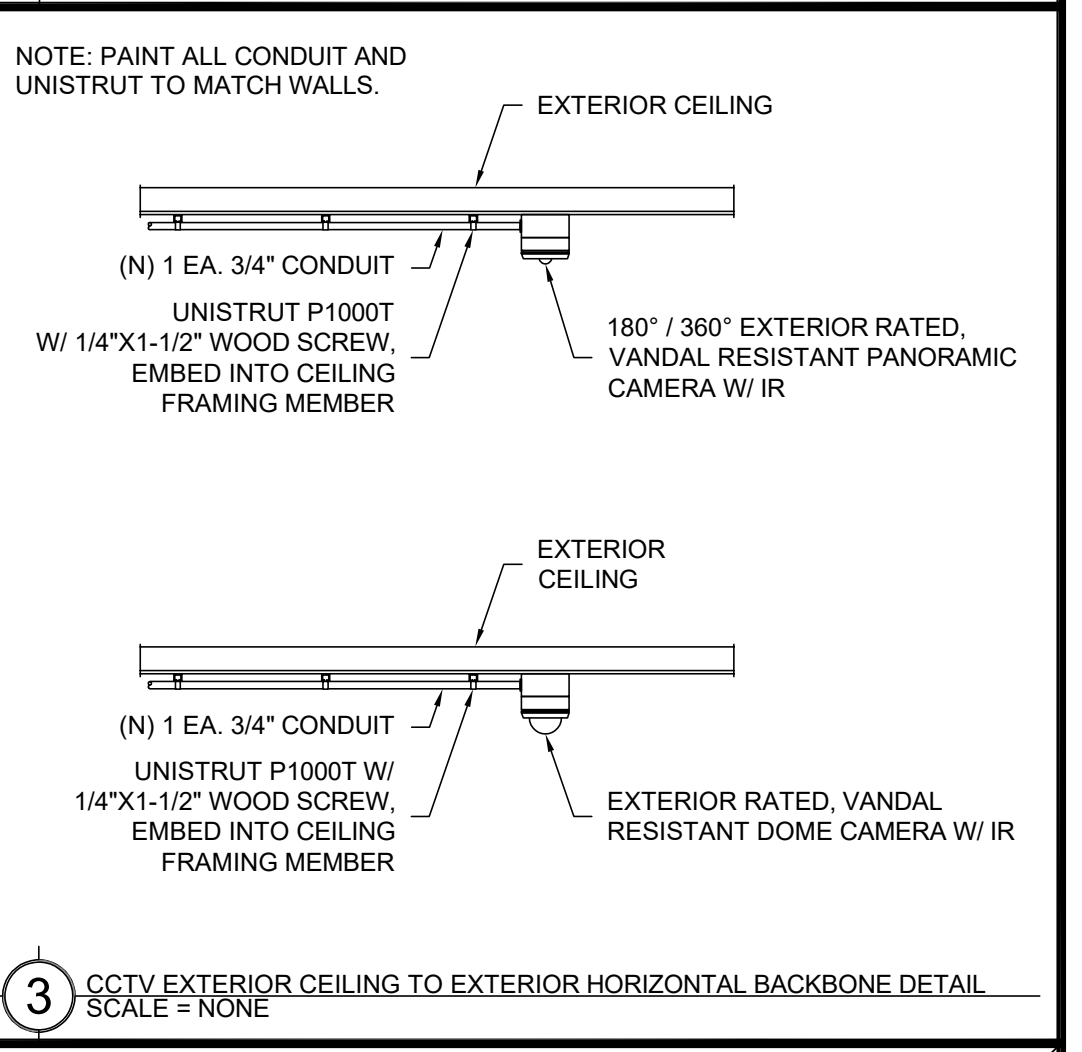 NOTE: PAINT ALL CONDUIT AND
UNISTRUT TO MATCH WALLS.
EXTERIOR CEILING
(N) 1 EA. 3/4" CONDUIT
UNISTRUT P1000T
W/ 1/4"X1-1/2" WOOD SCREW,
EMBED INTO CEILING
FRAMING MEMBER
180° / 360° EXTERIOR RATED,
VANDAL RESISTANT PANORAMIC
CAMERA W/ IR
EXTERIOR
CEILING
(N) 1 EA. 3/4" CONDUIT
UNISTRUT P1000T W/
1/4"X1-1/2" WOOD SCREW,
EMBED INTO CEILING
FRAMING MEMBER
EXTERIOR RATED, VANDAL
RESISTANT DOME CAMERA W/ IR
3
CCTV EXTERIOR CEILING TO EXTERIOR HORIZONTAL BACKBONE DETAIL
SCALE = NONE